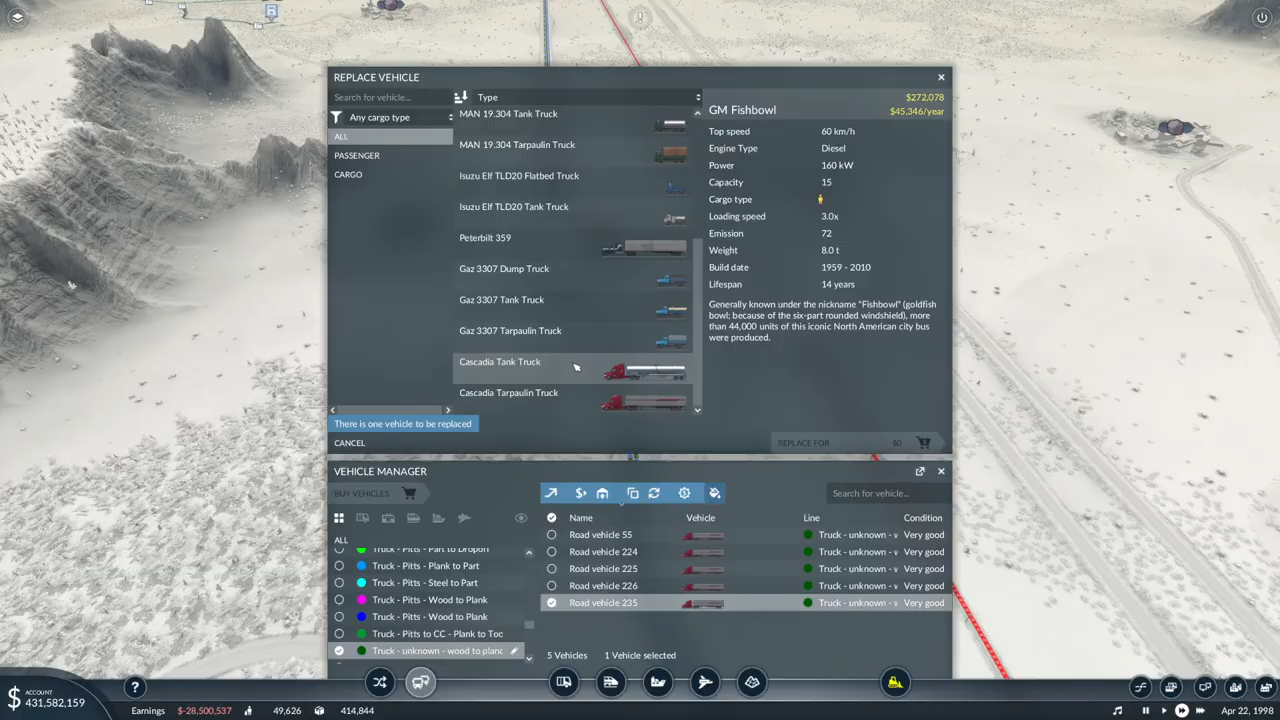 REPLACE VEHICLE
Search for vehicle...
Type
Any cargo type
ALL
PASSENGER
CARGO
MAN 19.304 Tank Truck
MAN 19.304 Tarpaulin Truck
Isuzu Elf TLD20 Flatbed Truck
Isuzu Elf TLD20 Tank Truck
Peterbilt 359
Gaz 3307 Dump Truck
Gaz 3307 Tank Truck
Gaz 3307 Tarpaulin Truck
Cascadia Tank Truck
Cascadia Tarpaulin Truck
GM Fishbowl
$272,078
$45,346/year
Top speed 60 km/h
Engine Type Diesel
Power 160 kW
Capacity 15
Cargo type
Loading speed 3.0x
Emission 72
Weight 8.0 t
Build date 1959 - 2010
Lifespan 14 years
Generally known under the nickname "Fishbowl" (goldfish
bowl; because of the six-part rounded windshield), more
than 44,000 units of this iconic North American city bus
were produced.
There is one vehicle to be replaced
CANCEL
REPLACE FOR $0
VEHICLE MANAGER
BUY VEHICLES
Search for vehicle...
ALL
Truck - Pitts - Part to Dropoff
Truck - Pitts - Plank to Part
Truck - Pitts - Steel to Part
Truck - Pitts - Wood to Plank
Truck - Pitts - Wood to Plank
Truck - Pitts to CC - Plank to Too
Truck - unknown - wood to plank
Name Vehicle Line Condition
Road vehicle 55 Truck - unknown - v Very good
Road vehicle 224 Truck - unknown - v Very good
Road vehicle 225 Truck - unknown - v Very good
Road vehicle 226 Truck - unknown - v Very good
Road vehicle 235 Truck - unknown - v Very good
5 Vehicles 1 Vehicle selected
$ ACCOUNT
431,582,159
?
Earnings $-28,500,537 49,626 414,844
Apr 22, 1998